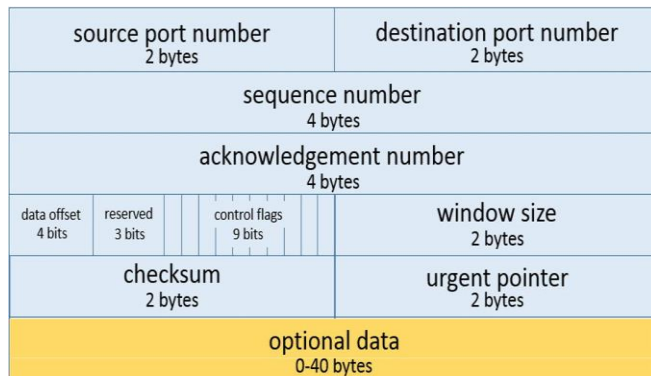 source port number
2 bytes
destination port number
2 bytes
sequence number
4 bytes
acknowledgement number
4 bytes
data offset
4 bits
reserved
3 bits
control flags
9 bits
window size
2 bytes
checksum
2 bytes
urgent pointer
2 bytes
optional data
0-40 bytes